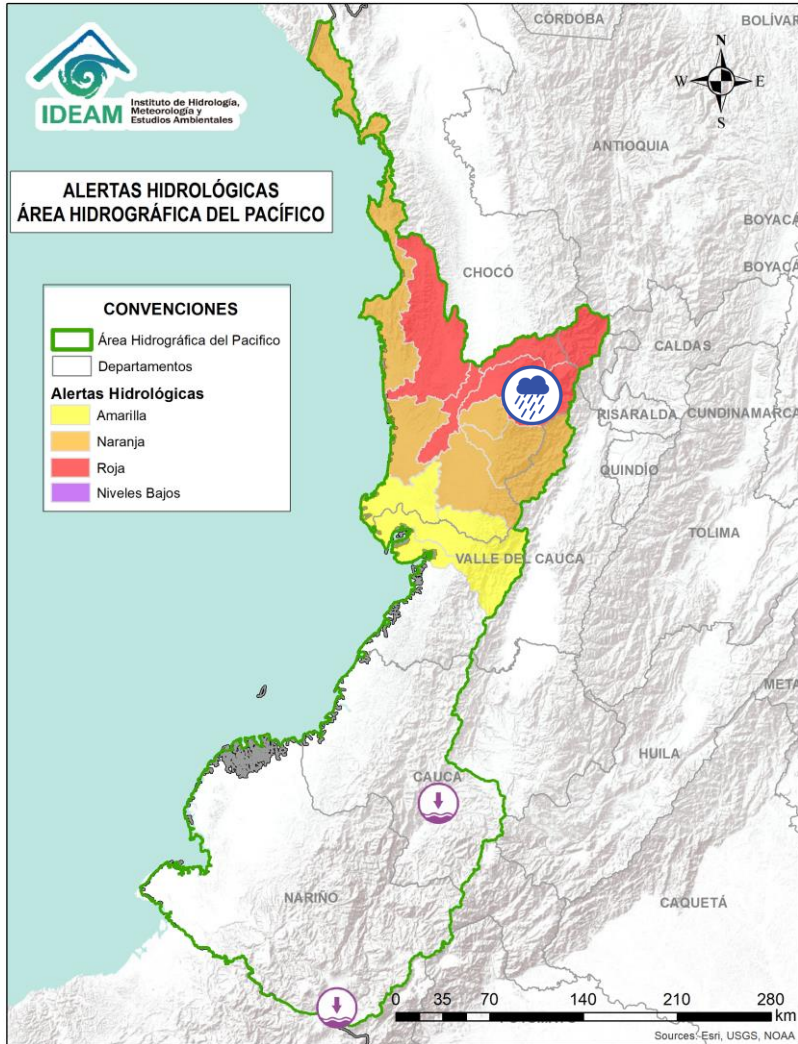 CÓRDOBA
BOLÍVAR
N
W
E
S
IDEAM
Instituto de Hidrología,
Meteorología y
Estudios Ambientales
ANTIOQUIA
ALERTAS HIDROLÓGICAS
ÁREA HIDROGRÁFICA DEL PACÍFICO
BOYACÁ
CHOCÓ
BOYACÁ
CONVENCIONES
Área Hidrográfica del Pacifico
Departamentos
Alertas Hidrológicas
Amarilla
Naranja
Roja
Niveles Bajos
CALDAS
RISARALDA
CUNDINAMARCA
QUINDÍO
TOLIMA
VALLE DEL CAUCA
META
HUILA
CAUCA
NARIÑO
CAQUETÁ
0 35 70 140 210 280
km
Sources: Esri, USGS, NOAA